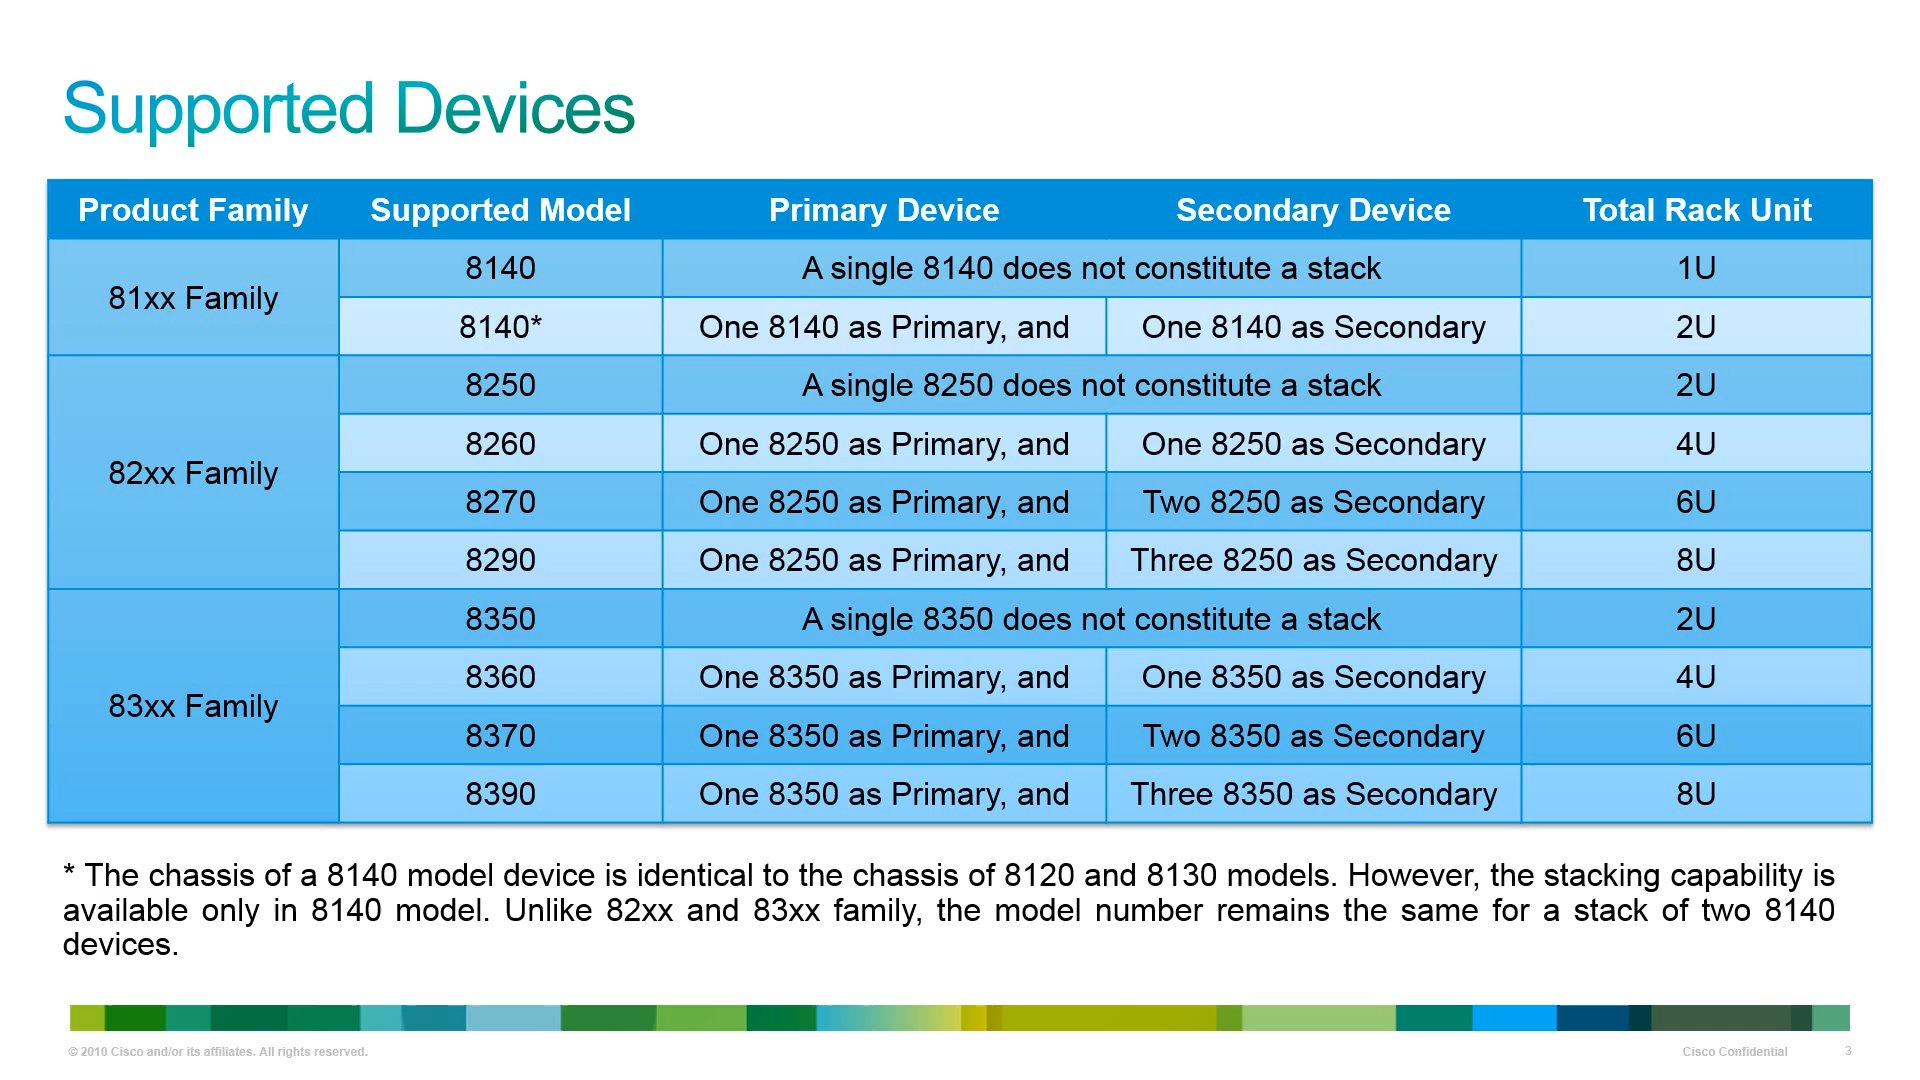 Supported Devices
Product Family Supported Model Primary Device Secondary Device Total Rack Unit
81xx Family
8140 A single 8140 does not constitute a stack 1U
8140* One 8140 as Primary, and One 8140 as Secondary 2U
82xx Family
8250 A single 8250 does not constitute a stack 2U
8260 One 8250 as Primary, and One 8250 as Secondary 4U
8270 One 8250 as Primary, and Two 8250 as Secondary 6U
8290 One 8250 as Primary, and Three 8250 as Secondary 8U
83xx Family
8350 A single 8350 does not constitute a stack 2U
8360 One 8350 as Primary, and One 8350 as Secondary 4U
8370 One 8350 as Primary, and Two 8350 as Secondary 6U
8390 One 8350 as Primary, and Three 8350 as Secondary 8U
* The chassis of a 8140 model device is identical to the chassis of 8120 and 8130 models. However, the stacking capability is
available only in 8140 model. Unlike 82xx and 83xx family, the model number remains the same for a stack of two 8140
devices.
© 2010 Cisco and/or its affiliates. All rights reserved. Cisco Confidential 3